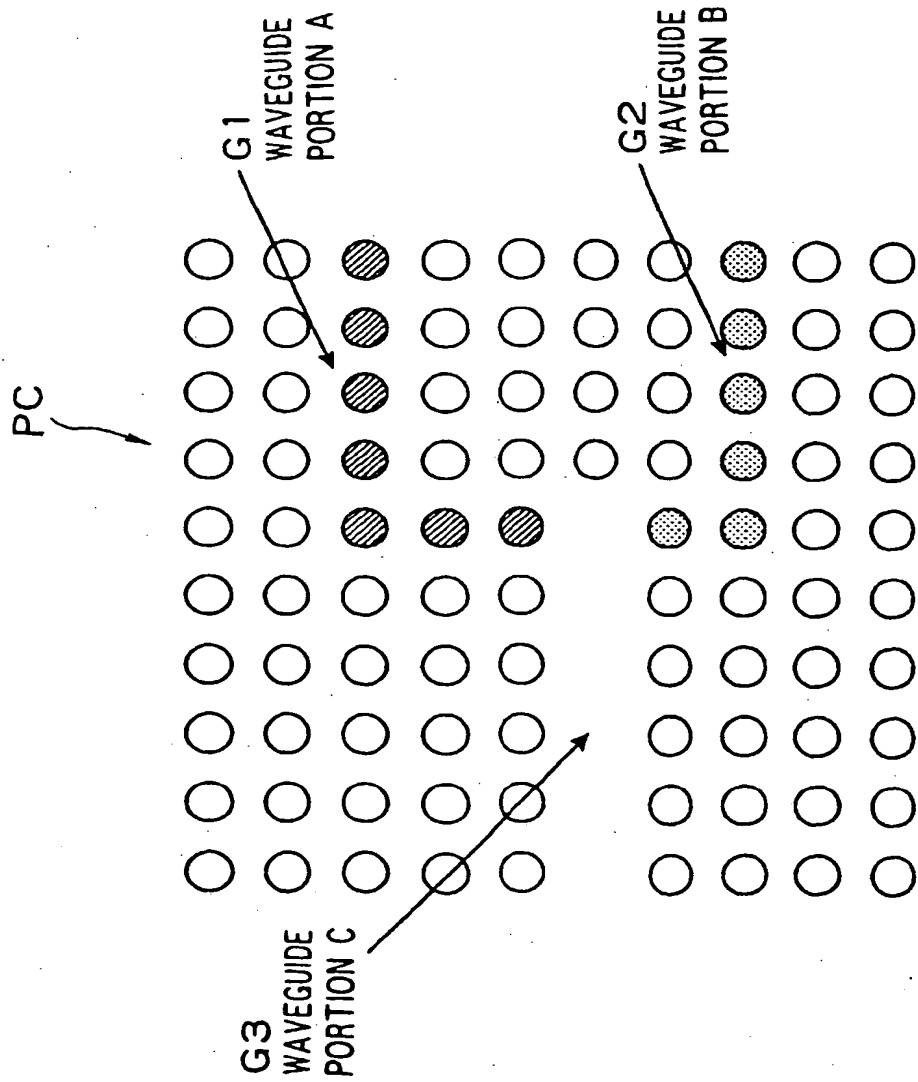 PC
G1
WAVEGUIDE
PORTION A
G2
WAVEGUIDE
PORTION B
G3
WAVEGUIDE
PORTION C